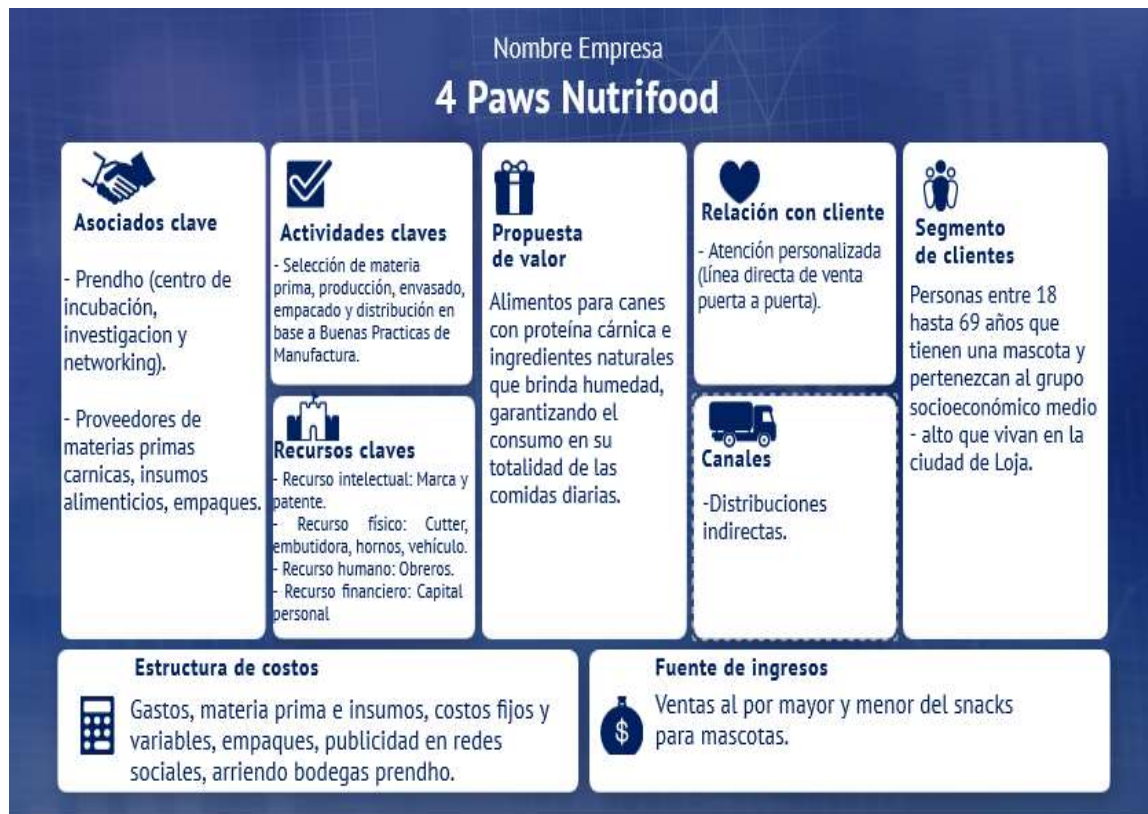 Nombre Empresa
4 Paws Nutrifood
Asociados clave
- Prendho (centro de
incubación,
investigacion y
networking).
- Proveedores de
materias primas
carnicas, insumos
alimenticios, empaques.
Actividades claves
- Selección de materia
prima, producción, envasado,
empacado y distribución en
base a Buenas Practicas de
Manufactura.
Recursos claves
- Recurso intelectual: Marca y
patente.
- Recurso físico: Cutter,
embutidora, hornos, vehículo.
- Recurso humano: Obreros.
- Recurso financiero: Capital
personal
Propuesta
de valor
Alimentos para canes
con proteína cárnica e
ingredientes naturales
que brinda humedad,
garantizando el
consumo en su
totalidad de las
comidas diarias.
Relación con cliente
- Atención personalizada
(línea directa de venta
puerta a puerta).
Canales
-Distribuciones
indirectas.
Segmento
de clientes
Personas entre 18
hasta 69 años que
tienen una mascota y
pertenezcan al grupo
socioeconómico medio
- alto que vivan en la
ciudad de Loja.
Estructura de costos
Gastos, materia prima e insumos, costos fijos y
variables, empaques, publicidad en redes
sociales, arriendo bodegas prendho.
Fuente de ingresos
Ventas al por mayor y menor del snacks
para mascotas.
$